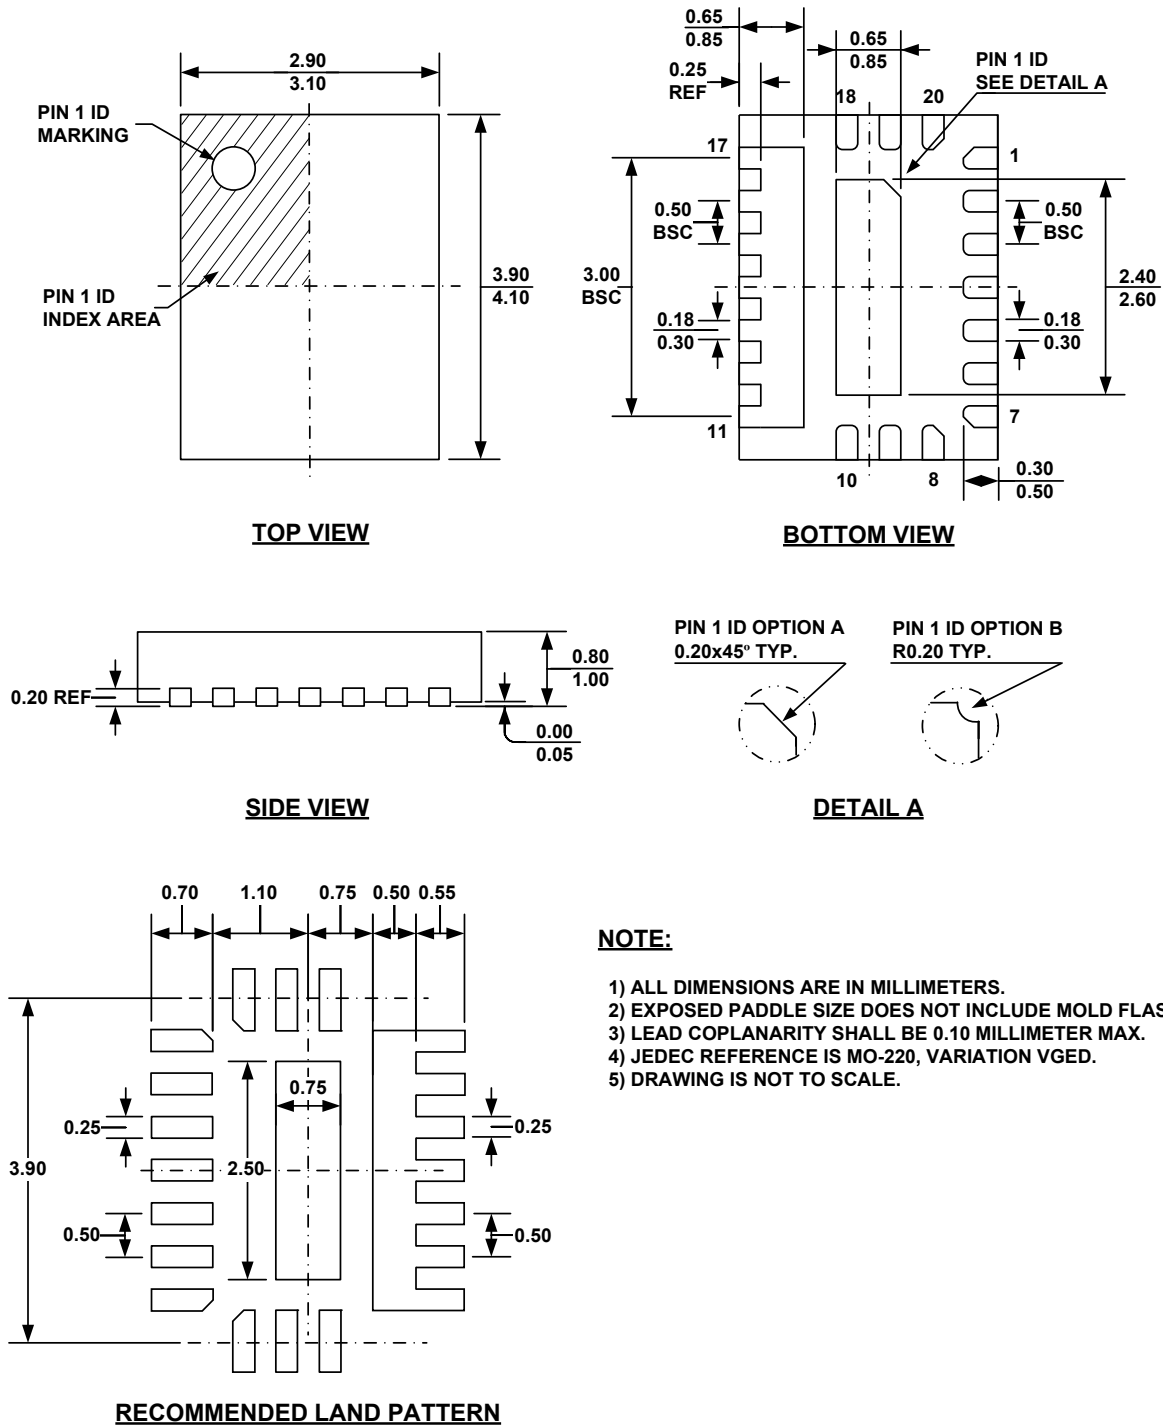 2.90
3.10
PIN 1 ID
MARKING
PIN 1 ID
INDEX AREA
3.90
4.10
TOP VIEW
0.65
0.85
0.25
REF
0.65
0.85
PIN 1 ID
SEE DETAIL A
18
20
17
1
0.50
BSC
0.50
BSC
3.00
BSC
2.40
2.60
0.18
0.30
0.18
0.30
11
7
10
8
0.30
0.50
BOTTOM VIEW
0.20 REF
0.80
1.00
0.00
0.05
SIDE VIEW
PIN 1 ID OPTION A
0.20x45º TYP.
PIN 1 ID OPTION B
R0.20 TYP.
DETAIL A
0.70
1.10
0.75
0.50
0.55
0.75
0.25
0.25
3.90
2.50
0.50
0.50
RECOMMENDED LAND PATTERN
NOTE:
1) ALL DIMENSIONS ARE IN MILLIMETERS.
2) EXPOSED PADDLE SIZE DOES NOT INCLUDE MOLD FLAS
3) LEAD COPLANARITY SHALL BE 0.10 MILLIMETER MAX.
4) JEDEC REFERENCE IS MO-220, VARIATION VGED.
5) DRAWING IS NOT TO SCALE.